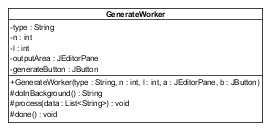 GenerateWorker
-type : String
-n : int
-l : int
-outputArea : JEditorPane
-generateButton : JButton
+GenerateWorker(type : String, n : int, l : int, a : JEditorPane, b : JButton)
#doInBackground() : String
#process(data : List<String>) : void
#done() : void